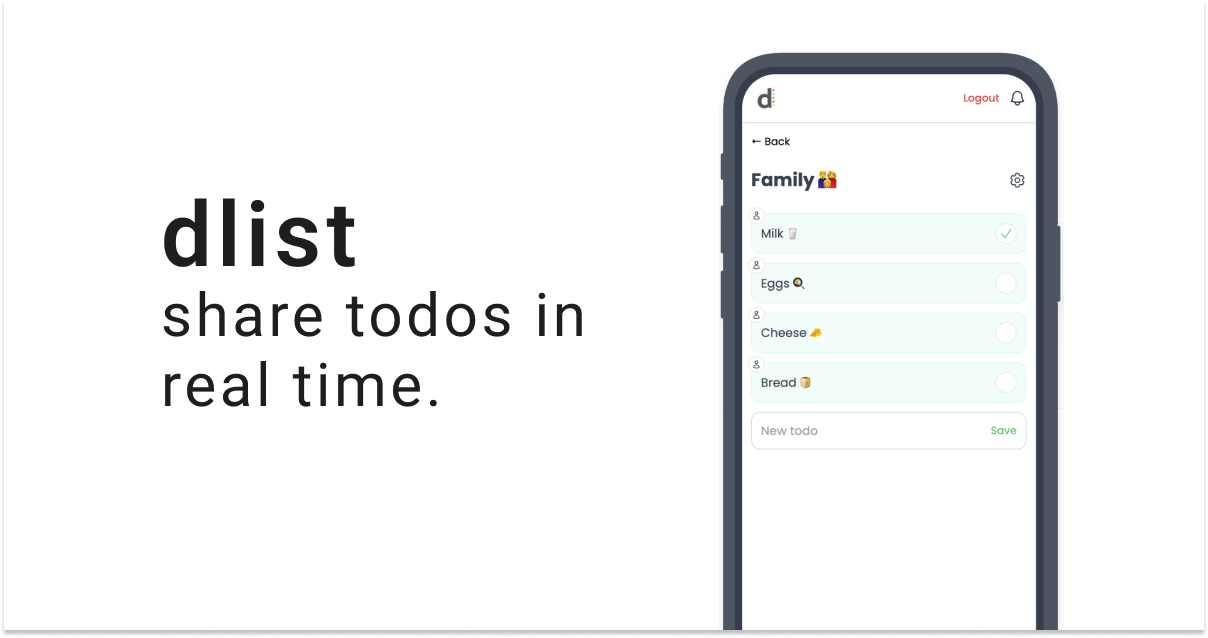 dlist
share todos in
real time.
d
Logout
← Back
Family 👨‍👩‍👦
Milk 🥛
Eggs 🍳
Cheese 🧀
Bread 🍞
New todo
Save